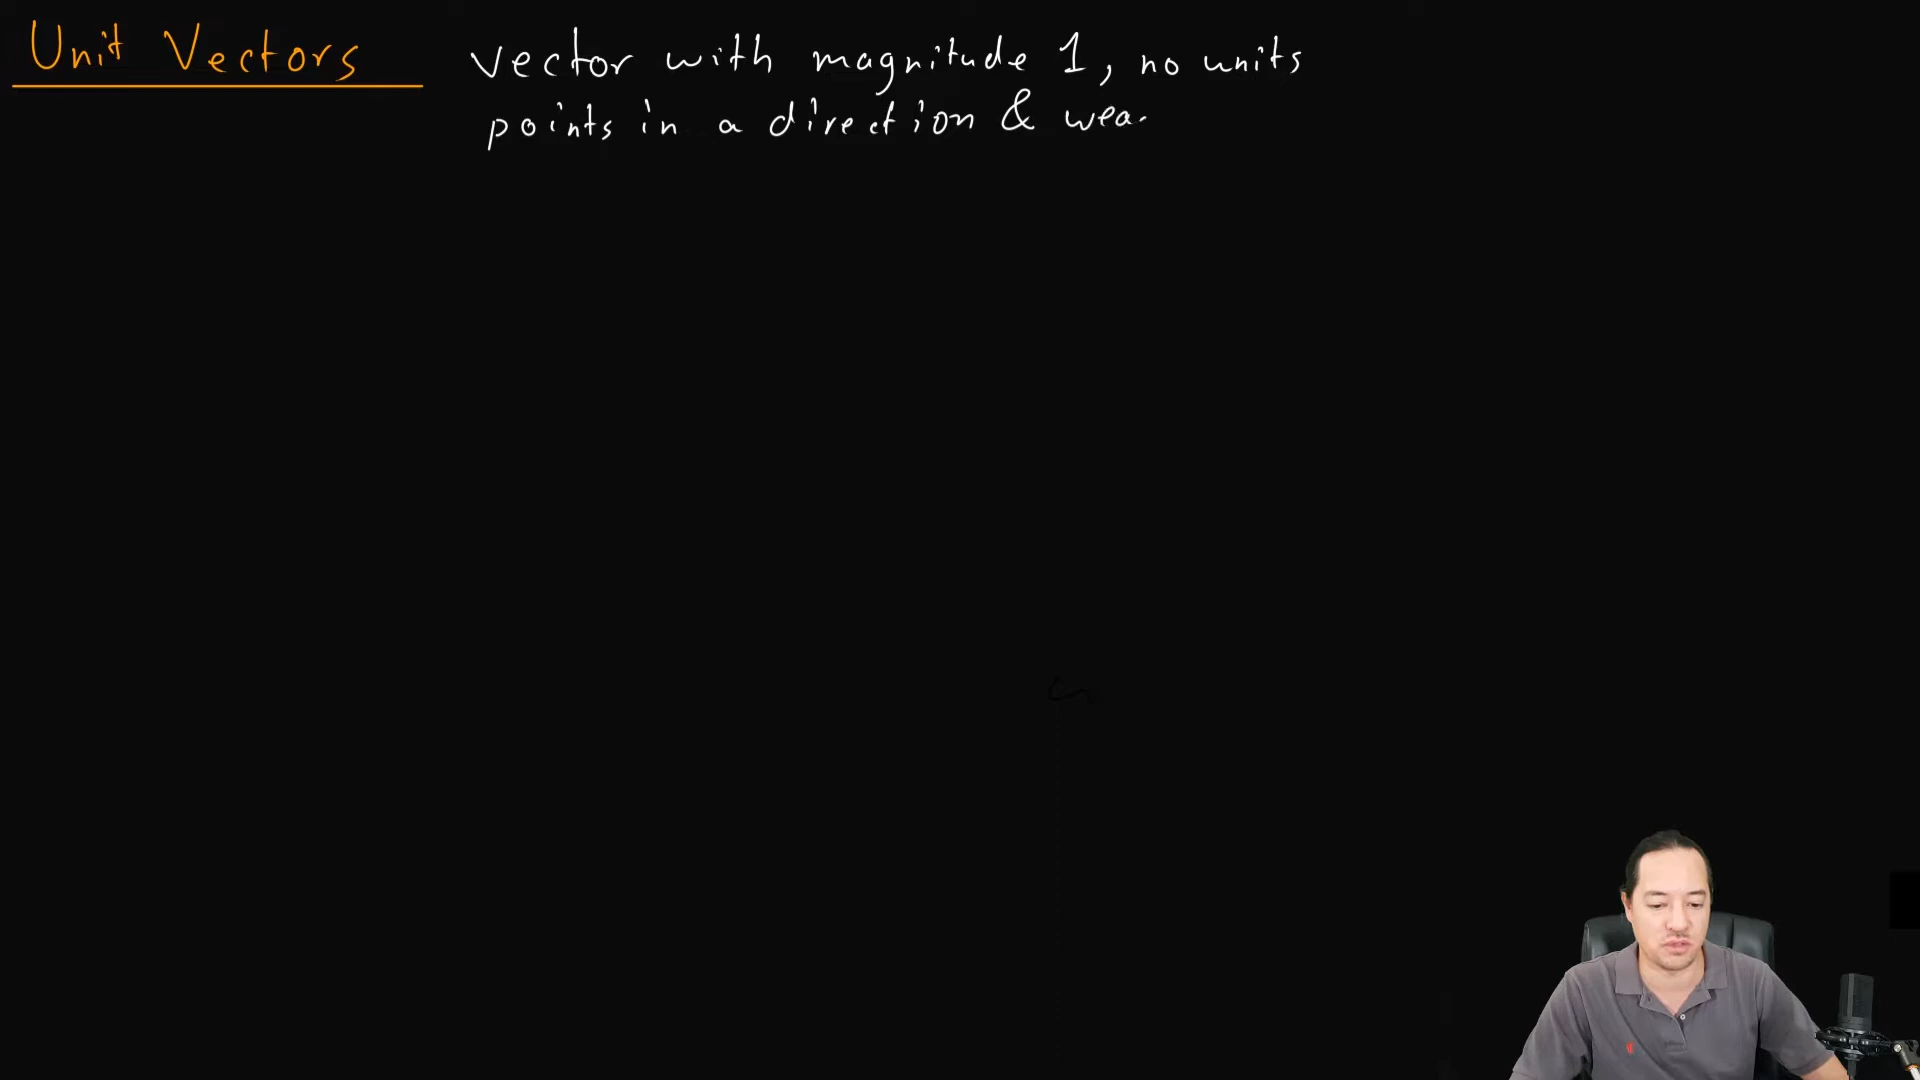 Unit Vectors
vector with magnitude 1, no units
points in a direction & wea